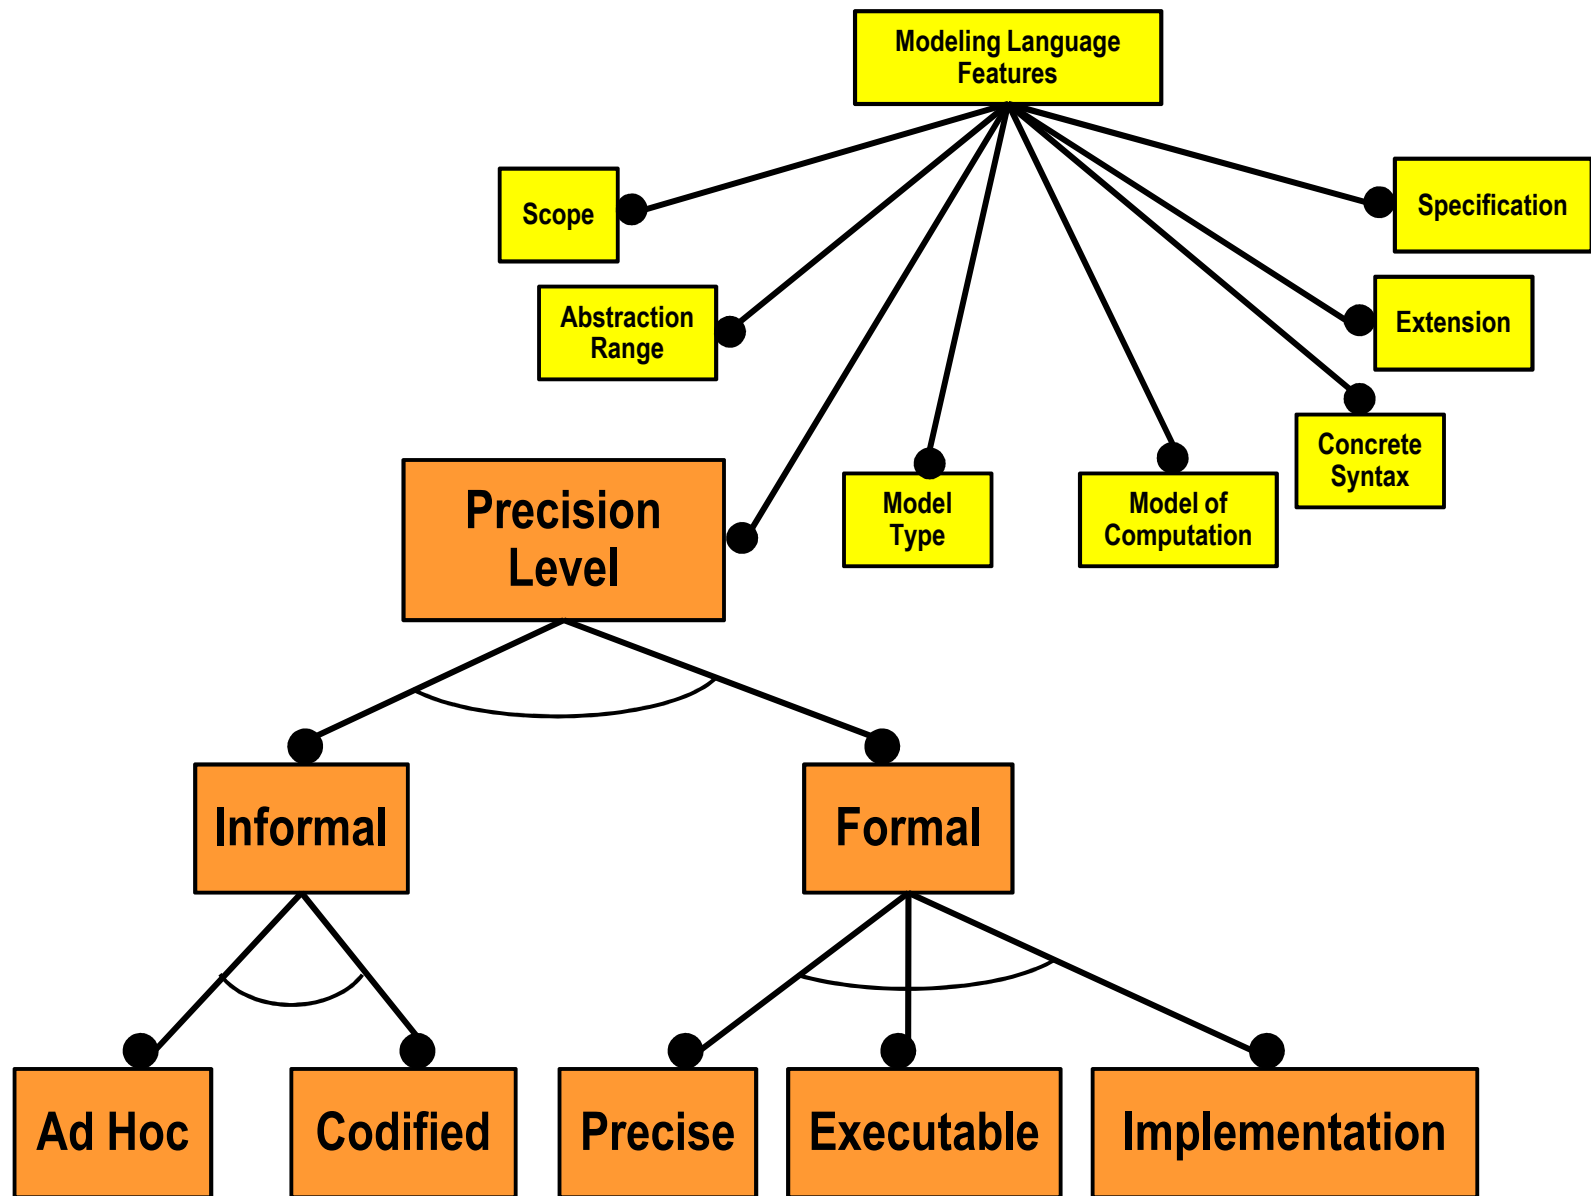 Modeling Language
Features
Scope
Specification
Abstraction
Range
Extension
Concrete
Syntax
Precision
Level
Model
Type
Model of
Computation
Informal
Formal
Ad Hoc
Codified
Precise
Executable
Implementation